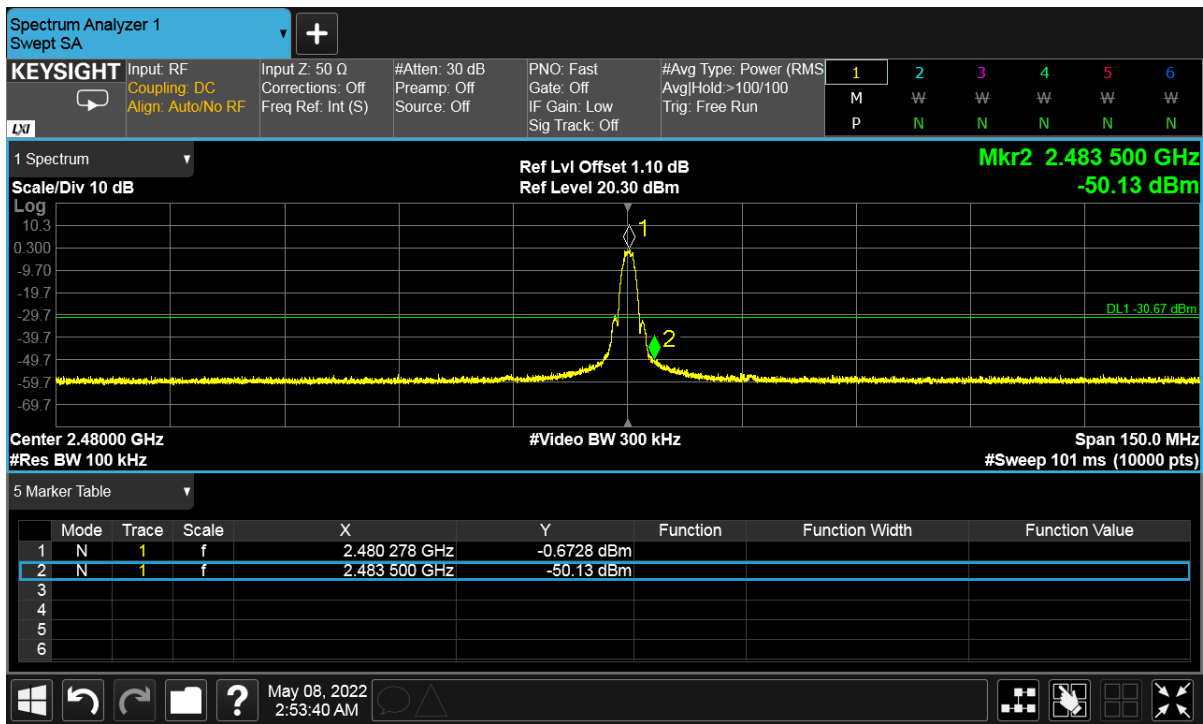 Spectrum Analyzer 1
Swept SA
KEYSIGHT
LXI
Input: RF
Coupling: DC
Align: Auto/No RF
Input Z: 50 Ω
Corrections: Off
Freq Ref: Int (S)
#Atten: 30 dB
Preamp: Off
Source: Off
PNO: Fast
Gate: Off
IF Gain: Low
Sig Track: Off
#Avg Type: Power (RMS
Avg|Hold:>100/100
Trig: Free Run
1 2 3 4 5 6
M W W W W W
P N N N N N
1 Spectrum
Scale/Div 10 dB
Ref Lvl Offset 1.10 dB
Ref Level 20.30 dBm
Mkr2 2.483 500 GHz
-50.13 dBm
Log
10.3
0.300
-9.70
-19.7
-29.7
-39.7
-49.7
-59.7
-69.7
1
2
DL1 -30.67 dBm
Center 2.48000 GHz
#Video BW 300 kHz
Span 150.0 MHz
#Res BW 100 kHz
#Sweep 101 ms (10000 pts)
5 Marker Table
Mode Trace Scale X Y Function Function Width Function Value
1 N 1 f 2.480 278 GHz -0.6728 dBm
2 N 1 f 2.483 500 GHz -50.13 dBm
3
4
5
6
?
May 08, 2022
2:53:40 AM